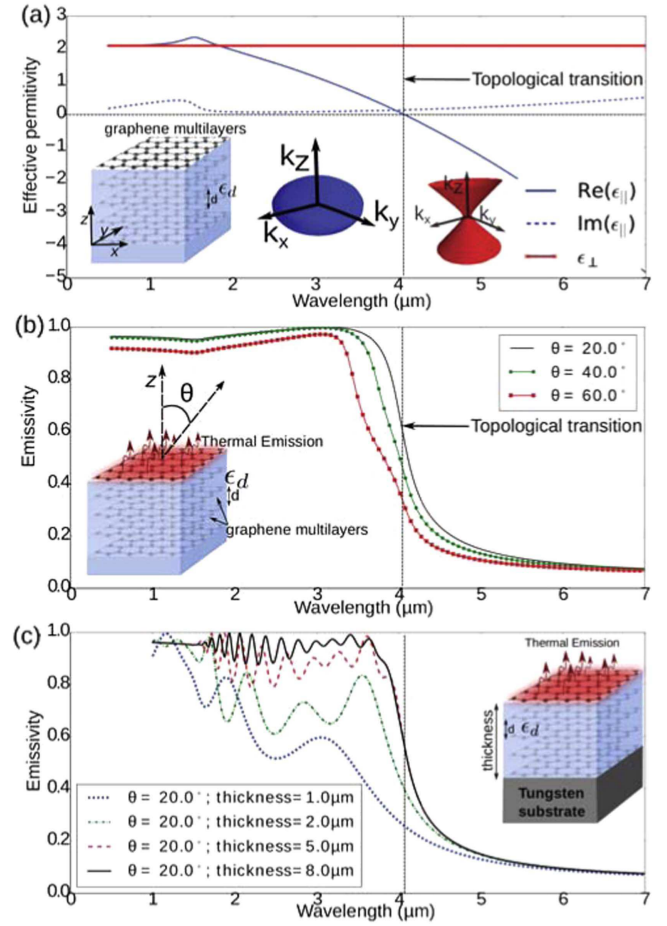 (a)
3
2
1
0
−1
−2
−3
−4
−5
Effective permitivity
Topological transition
graphene multilayers
ϵd
d
z
y
x
kz
kx
ky
kz
kx
ky
Re(ϵ||)
Im(ϵ||)
ϵ⊥
0 1 2 3 4 5 6 7
Wavelength (μm)
(b)
1.0
0.8
0.6
0.4
0.2
0.0
Emissivity
θ = 20.0°
θ = 40.0°
θ = 60.0°
Topological transition
z
θ
Thermal Emission
ϵd
d
graphene multilayers
0 1 2 3 4 5 6 7
Wavelength (μm)
(c)
1.0
0.8
0.6
0.4
0.2
0.0
Emissivity
Thermal Emission
thickness
d ϵd
Tungsten
substrate
θ = 20.0°; thickness= 1.0μm
θ = 20.0°; thickness= 2.0μm
θ = 20.0°; thickness= 5.0μm
θ = 20.0°; thickness= 8.0μm
0 1 2 3 4 5 6 7
Wavelength (μm)